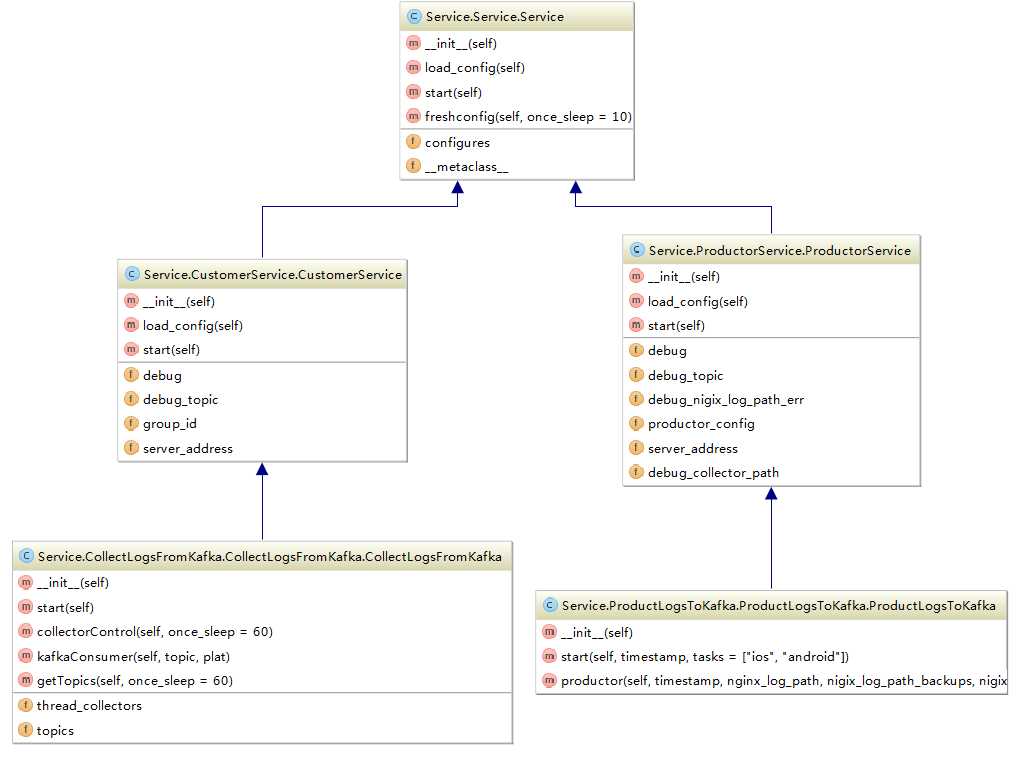 Service.Service.Service
__init__(self)
load_config(self)
start(self)
freshconfig(self, once_sleep = 10)
configures
__metaclass__
Service.CustomerService.CustomerService
__init__(self)
load_config(self)
start(self)
debug
debug_topic
group_id
server_address
Service.ProductorService.ProductorService
__init__(self)
load_config(self)
start(self)
debug
debug_topic
debug_nigix_log_path_err
productor_config
server_address
debug_collector_path
Service.CollectLogsFromKafka.CollectLogsFromKafka.CollectLogsFromKafka
__init__(self)
start(self)
collectorControl(self, once_sleep = 60)
kafkaConsumer(self, topic, plat)
getTopics(self, once_sleep = 60)
thread_collectors
topics
Service.ProductLogsToKafka.ProductLogsToKafka.ProductLogsToKafka
__init__(self)
start(self, timestamp, tasks = ["ios", "android"])
productor(self, timestamp, nginx_log_path, nigix_log_path_backups, nigix